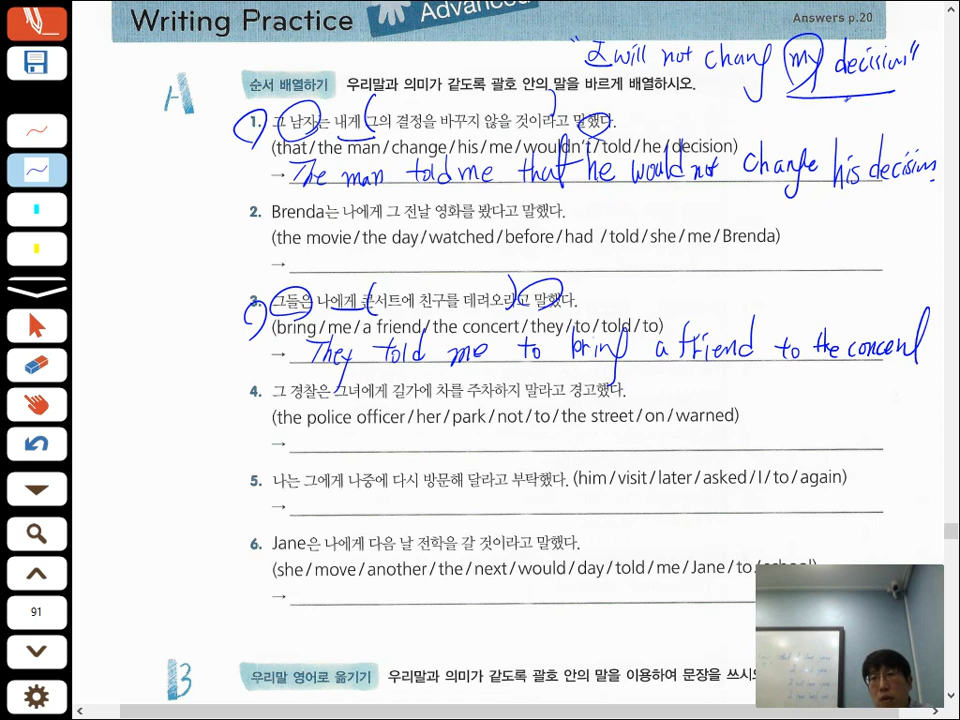 Writing Practice
Advanced
Answers p.20
"I will not chang my decision"
A
순서 배열하기 우리말과 의미가 같도록 괄호 안의 말을 바르게 배열하시오.
1. 그 남자는 내게 그의 결정을 바꾸지 않을 것이라고 말했다.
(that/the man/change/his/me/wouldn't/told/he/decision)
→ The man told me that he would not change his decision.
2. Brenda는 나에게 그 전날 영화를 봤다고 말했다.
(the movie/the day/watched/before/had /told/she/me/Brenda)
→
3. 그들은 나에게 콘서트에 친구를 데려오라고 말했다.
(bring/me/a friend/the concert/they/to/told/to)
→ They told me to bring a friend to the concert
4. 그 경찰은 그녀에게 길가에 차를 주차하지 말라고 경고했다.
(the police officer/her/park/not/to/the street/on/warned)
→
5. 나는 그에게 나중에 다시 방문해 달라고 부탁했다. (him/visit/later/asked/I/to/again)
→
6. Jane은 나에게 다음 날 전학을 갈 것이라고 말했다.
(she/move/another/the/next/would/day/told/me/Jane/to/school)
→
91
B
우리말 영어로 옮기기 우리말과 의미가 같도록 괄호 안의 말을 이용하여 문장을 쓰시오